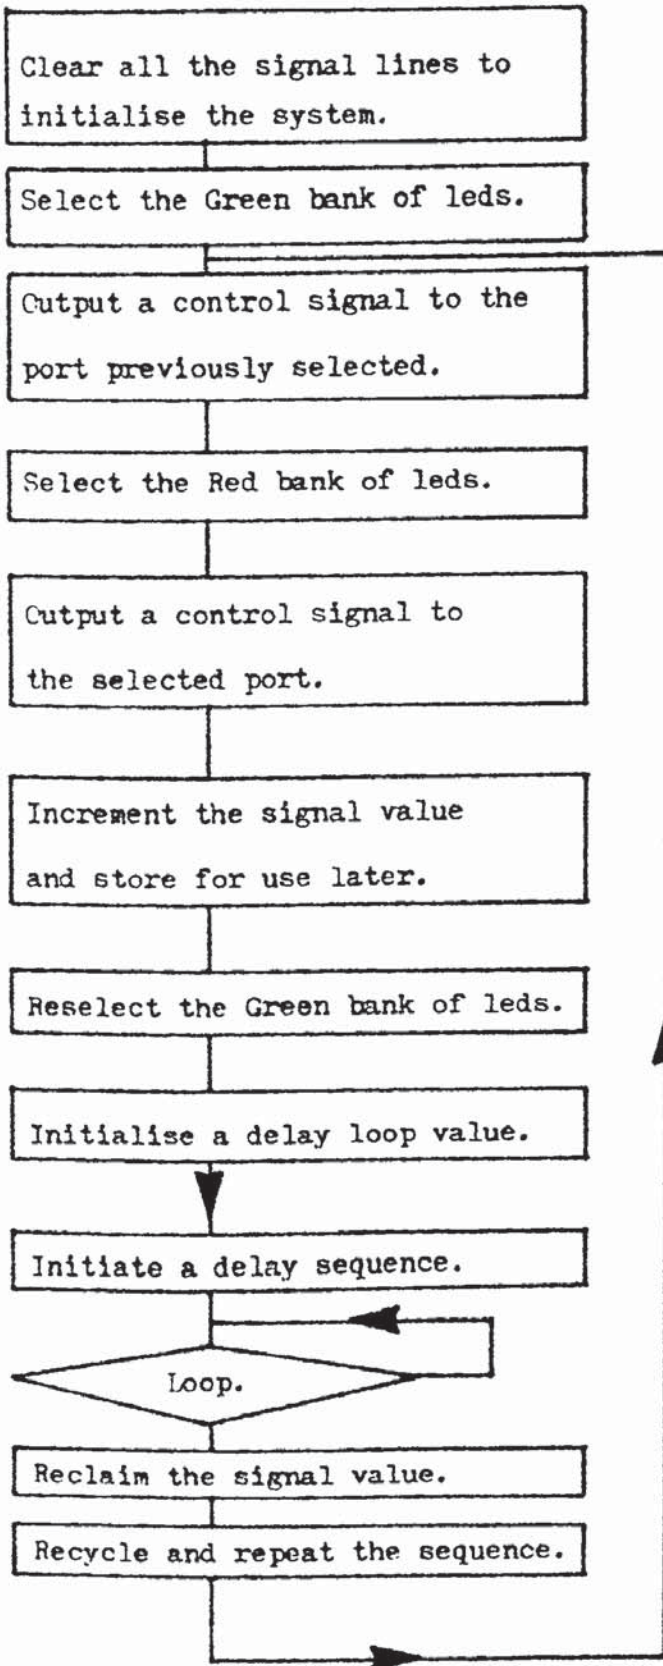 Clear all the signal lines to
initialise the system.
Select the Green bank of leds.
Output a control signal to the
port previously selected.
Select the Red bank of leds.
Output a control signal to
the selected port.
Increment the signal value
and store for use later.
Reselect the Green bank of leds.
Initialise a delay loop value.
Initiate a delay sequence.
Loop.
Reclaim the signal value.
Recycle and repeat the sequence.